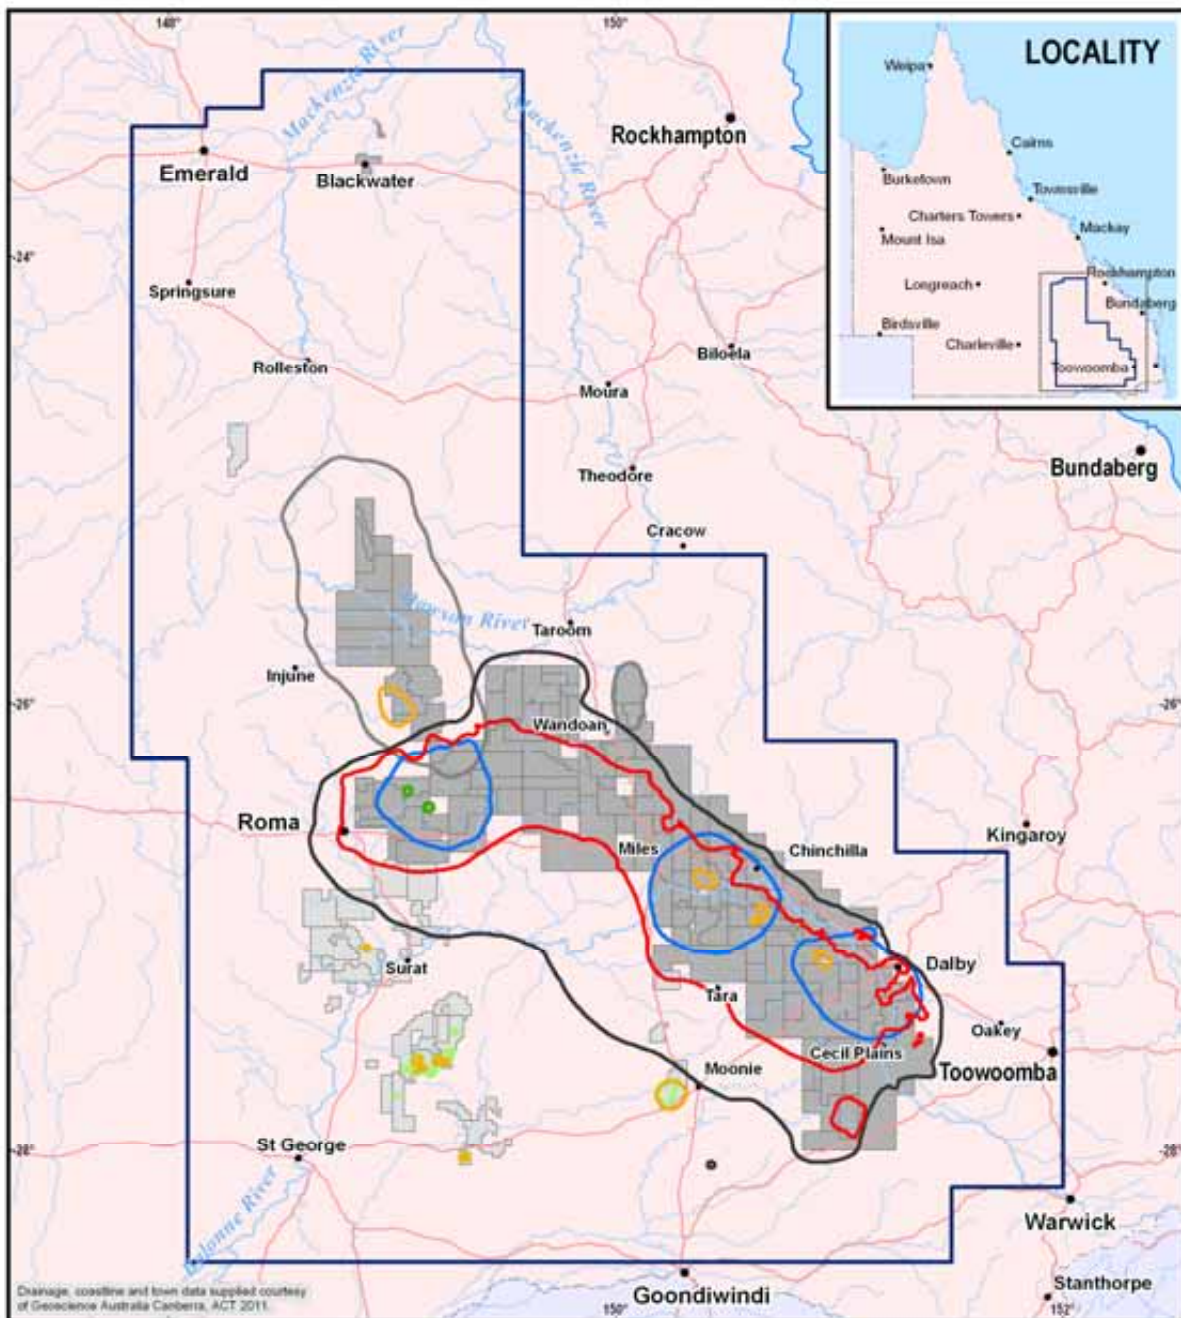 148°
150°
LOCALITY
Weipa
Cairns
Burketown
Townsville
Charters Towers
Mount Isa
Mackay
Longreach
Rockhampton
Bundaberg
Birdsville
Charleville
Toowoomba
Mackenzie River
Mackenzie River
Rockhampton
Emerald
Blackwater
-24°
Springsure
Rolleston
Biloela
Moura
Theodore
Bundaberg
Cracow
Dawson River
Taroom
Injune
-26°
-26°
Wandoan
Roma
Miles
Chinchilla
Kingaroy
Surat
Dalby
Tara
Oakey
Cecil Plains
Moonie
Toowoomba
St George
-28°
-28°
Balonne River
Warwick
Goondiwindi
Stanthorpe
Drainage, coastline and town data supplied courtesy
of Geoscience Australia Canberra, ACT 2011.
150°
152°